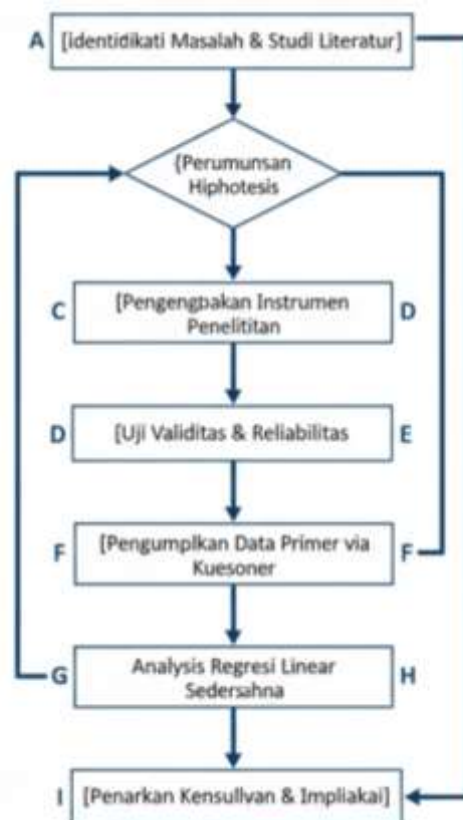 A [identidikati Masalah & Studi Literatur]
{Perumunsan
Hiphotesis
C [Pengengbakan Instrumen D
Penelititan
D [Uji Validitas & Reliabilitas E
[Pengumplkan Data Primer via
F Kuesoner F
G Analysis Regresi Linear H
Sedersahna
I [Penarkan Kensullvan & Impliakai]